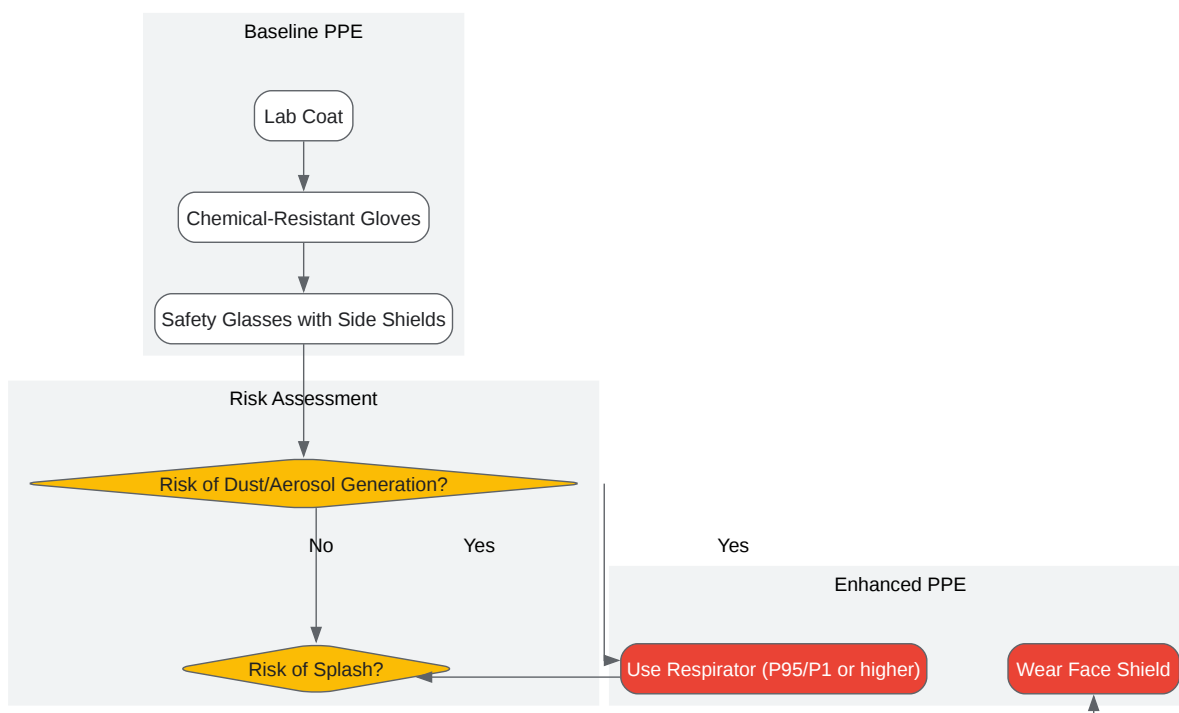 Baseline PPE
Lab Coat
Chemical-Resistant Gloves
Safety Glasses with Side Shields
Risk Assessment
Risk of Dust/Aerosol Generation?
No
Yes
Yes
Enhanced PPE
Risk of Splash?
Use Respirator (P95/P1 or higher)
Wear Face Shield